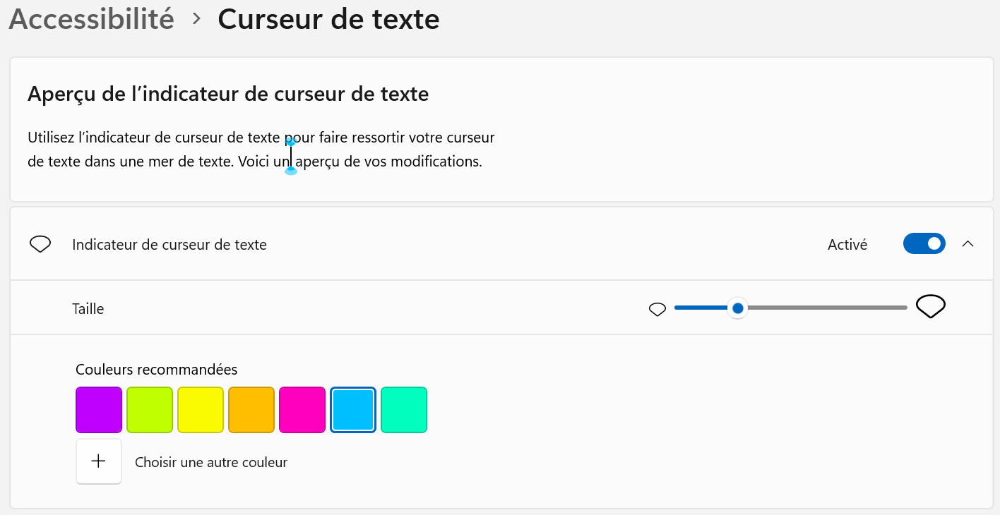 Accessibilité > Curseur de texte
Aperçu de l’indicateur de curseur de texte
Utilisez l’indicateur de curseur de texte pour faire ressortir votre curseur
de texte dans une mer de texte. Voici un aperçu de vos modifications.
Indicateur de curseur de texte Activé
Taille
Couleurs recommandées
Choisir une autre couleur